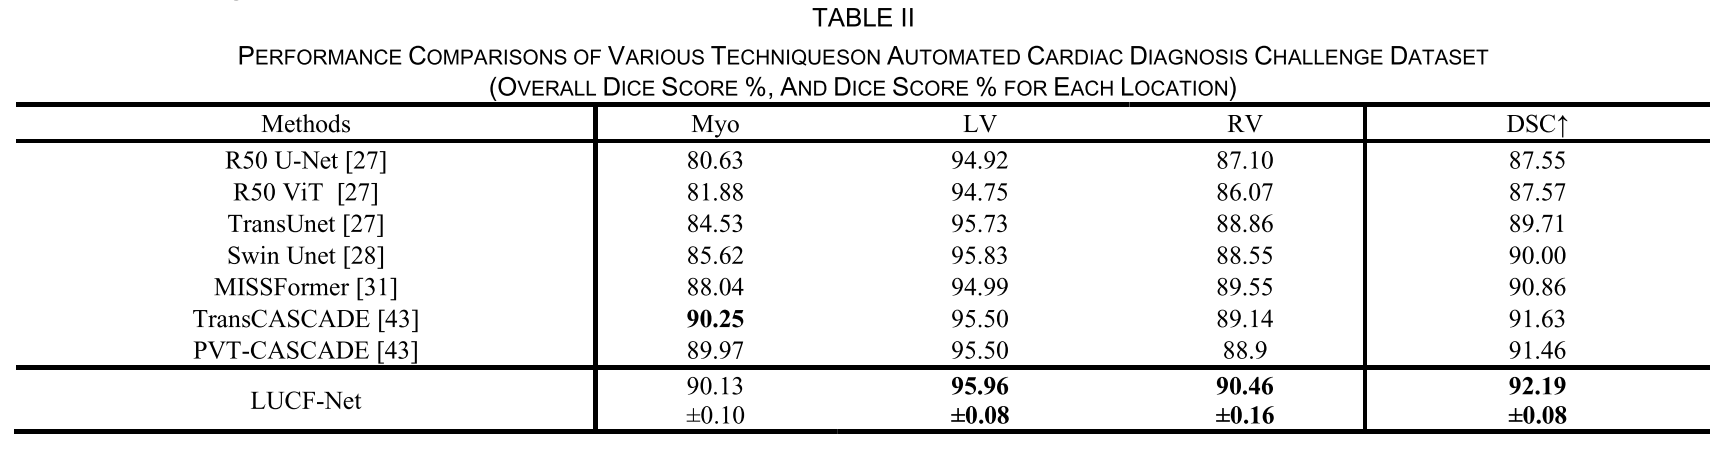 TABLE II
PERFORMANCE COMPARISONS OF VARIOUS TECHNIQUESON AUTOMATED CARDIAC DIAGNOSIS CHALLENGE DATASET
(OVERALL DICE SCORE %, AND DICE SCORE % FOR EACH LOCATION)
Methods Myo LV RV DSC↑
R50 U-Net [27] 80.63 94.92 87.10 87.55
R50 ViT [27] 81.88 94.75 86.07 87.57
TransUnet [27] 84.53 95.73 88.86 89.71
Swin Unet [28] 85.62 95.83 88.55 90.00
MISSFormer [31] 88.04 94.99 89.55 90.86
TransCASCADE [43] 90.25 95.50 89.14 91.63
PVT-CASCADE [43] 89.97 95.50 88.9 91.46
LUCF-Net 90.13 95.96 90.46 92.19
±0.10 ±0.08 ±0.16 ±0.08